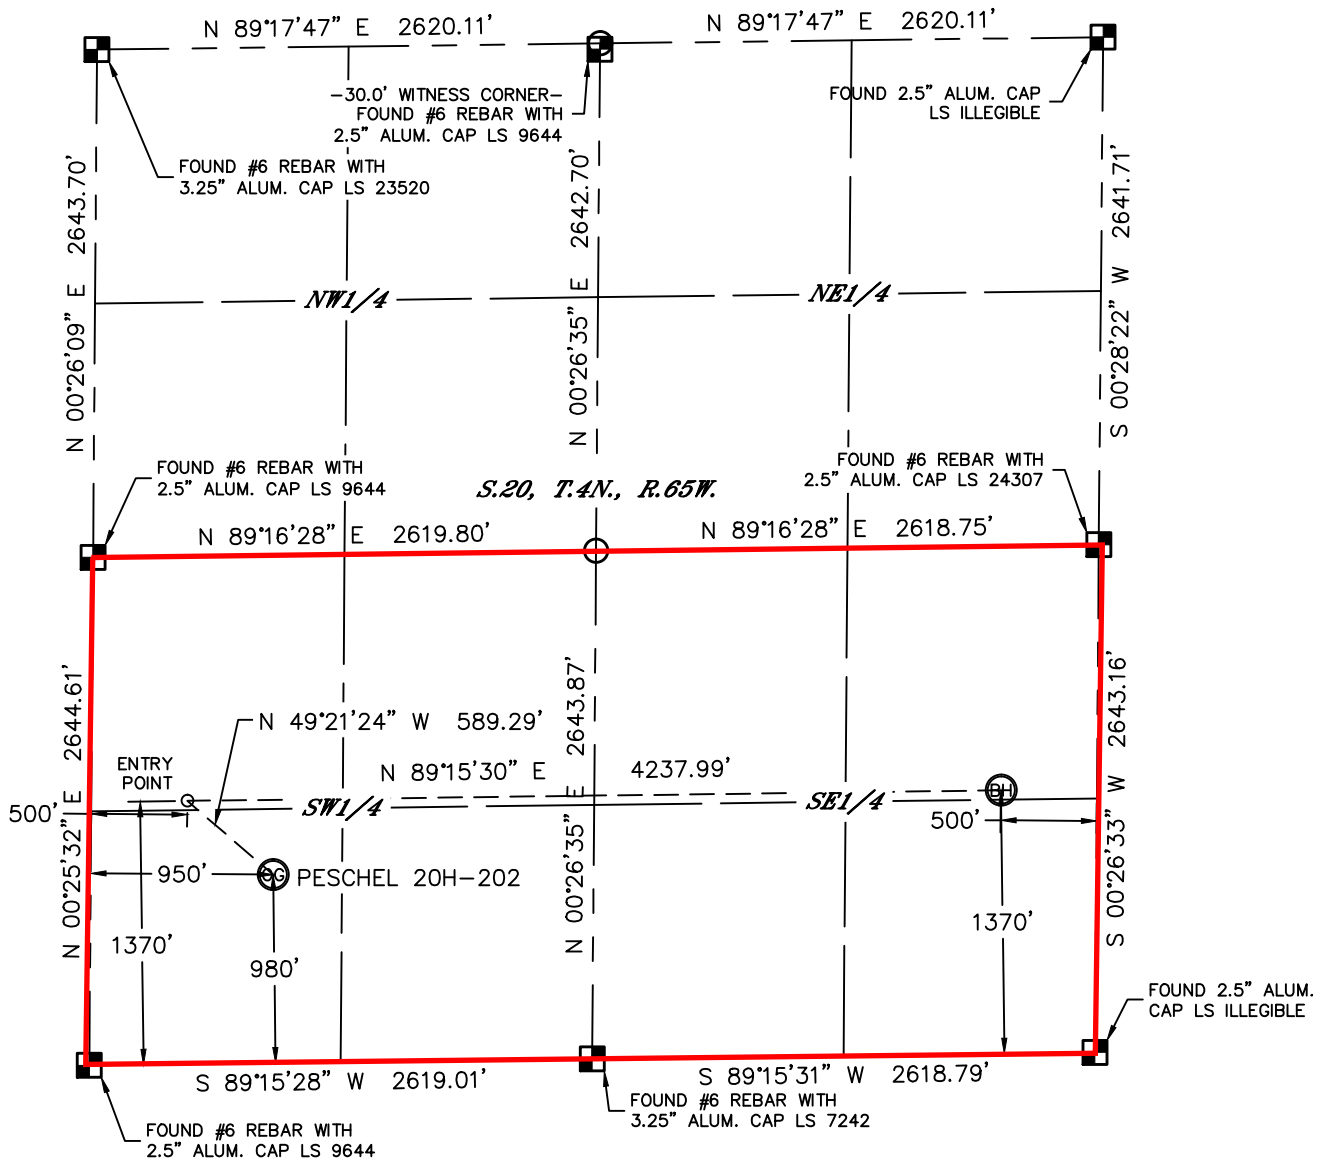 N 89°17'47" E 2620.11'
N 89°17'47" E 2620.11'
-30.0' WITNESS CORNER-
FOUND #6 REBAR WITH
2.5" ALUM. CAP LS 9644
FOUND 2.5" ALUM. CAP
LS ILLEGIBLE
FOUND #6 REBAR WITH
3.25" ALUM. CAP LS 23520
N 00°26'09" E 2643.70'
N 00°26'35" E 2642.70'
S 00°28'22" W 2641.71'
NW1/4
NE1/4
FOUND #6 REBAR WITH
2.5" ALUM. CAP LS 9644
S.20, T.4N., R.65W.
FOUND #6 REBAR WITH
2.5" ALUM. CAP LS 24307
N 89°16'28" E 2619.80'
N 89°16'28" E 2618.75'
N 00°25'32" E 2644.61'
N 00°26'35" E 2643.87'
S 00°26'33" W 2643.16'
N 49°21'24" W 589.29'
ENTRY
POINT
N 89°15'30" E 4237.99'
500'
SW1/4
SE1/4
BH
500'
950'
OG PESCHEL 20H-202
1370'
980'
1370'
FOUND 2.5" ALUM.
CAP LS ILLEGIBLE
S 89°15'28" W 2619.01'
S 89°15'31" W 2618.79'
FOUND #6 REBAR WITH
3.25" ALUM. CAP LS 7242
FOUND #6 REBAR WITH
2.5" ALUM. CAP LS 9644